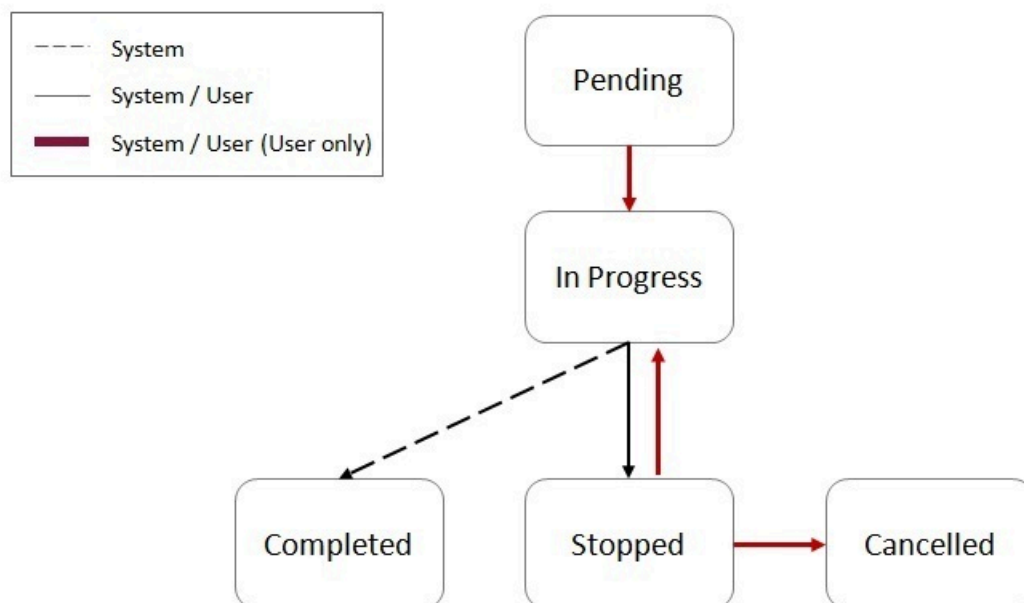 System
System / User
System / User (User only)
Pending
In Progress
Completed
Stopped
Cancelled